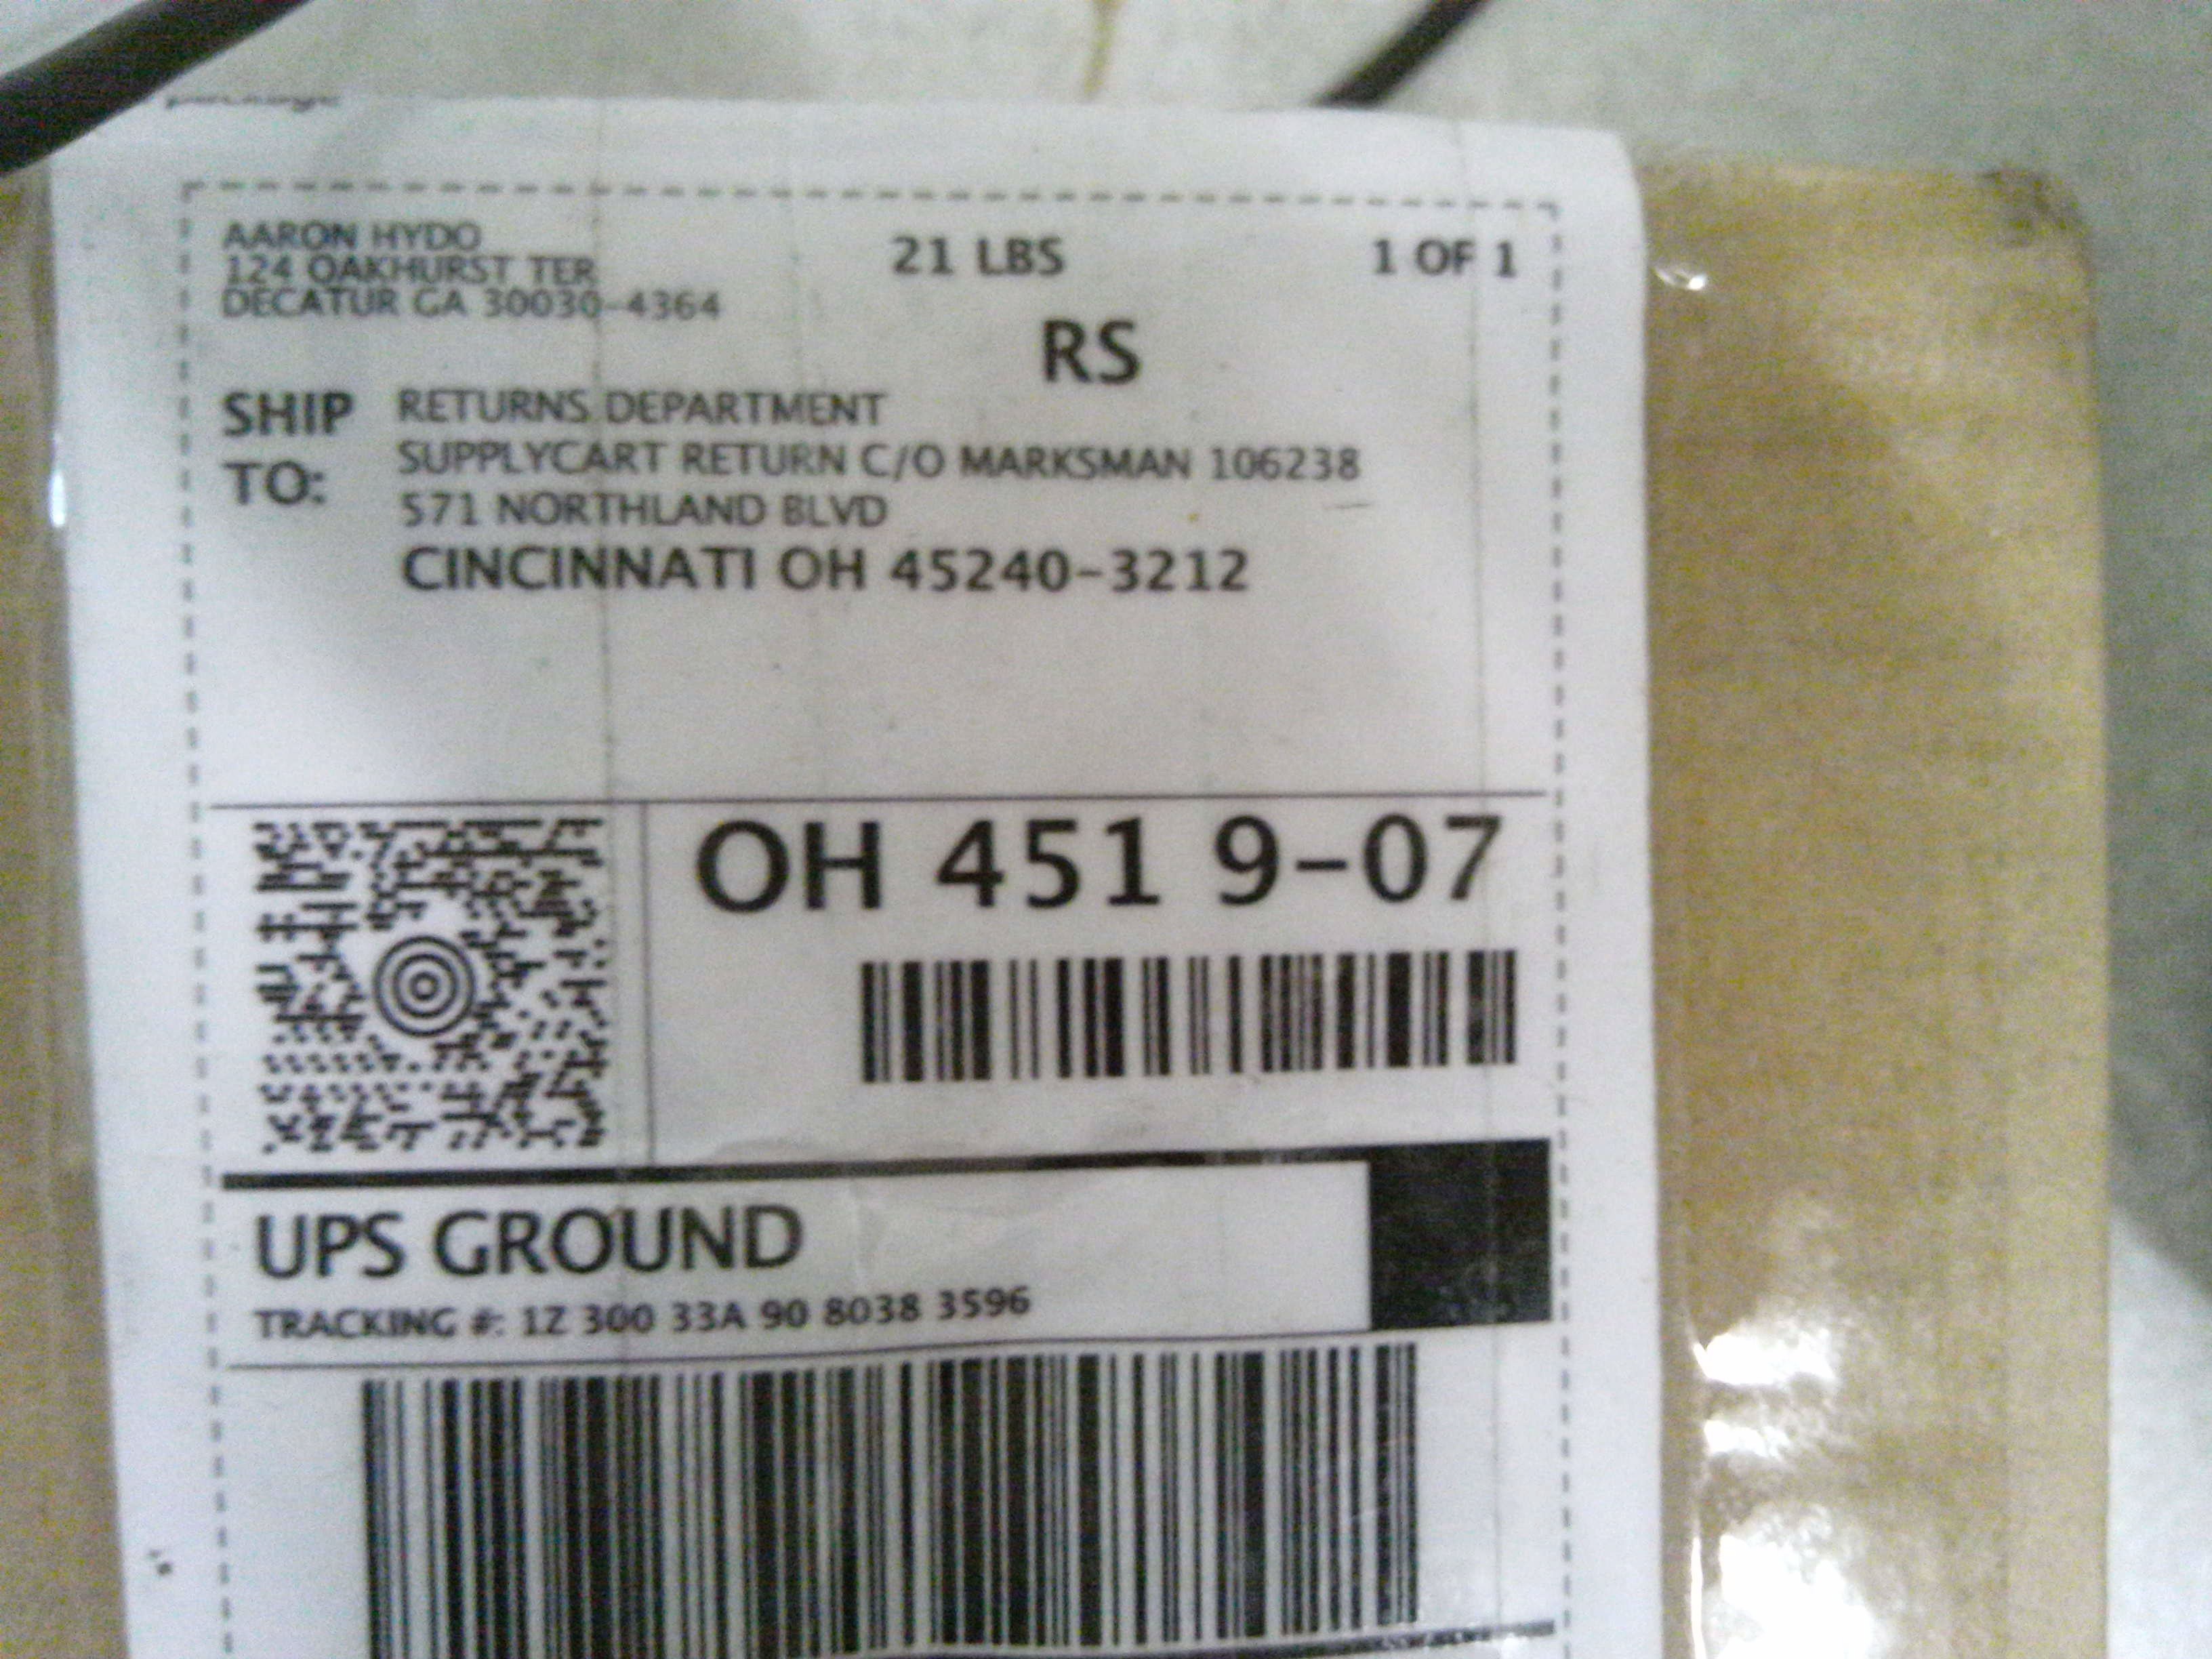 AARON HYDO
124 OAKHURST TER
DECATUR GA 30030-4364
21 LBS
1 OF 1
RS
SHIP TO:
RETURNS DEPARTMENT
SUPPLYCART RETURN C/O MARKSMAN 106238
571 NORTHLAND BLVD
CINCINNATI OH 45240-3212
OH 451 9-07
UPS GROUND
TRACKING #: 1Z 300 33A 90 8038 3596